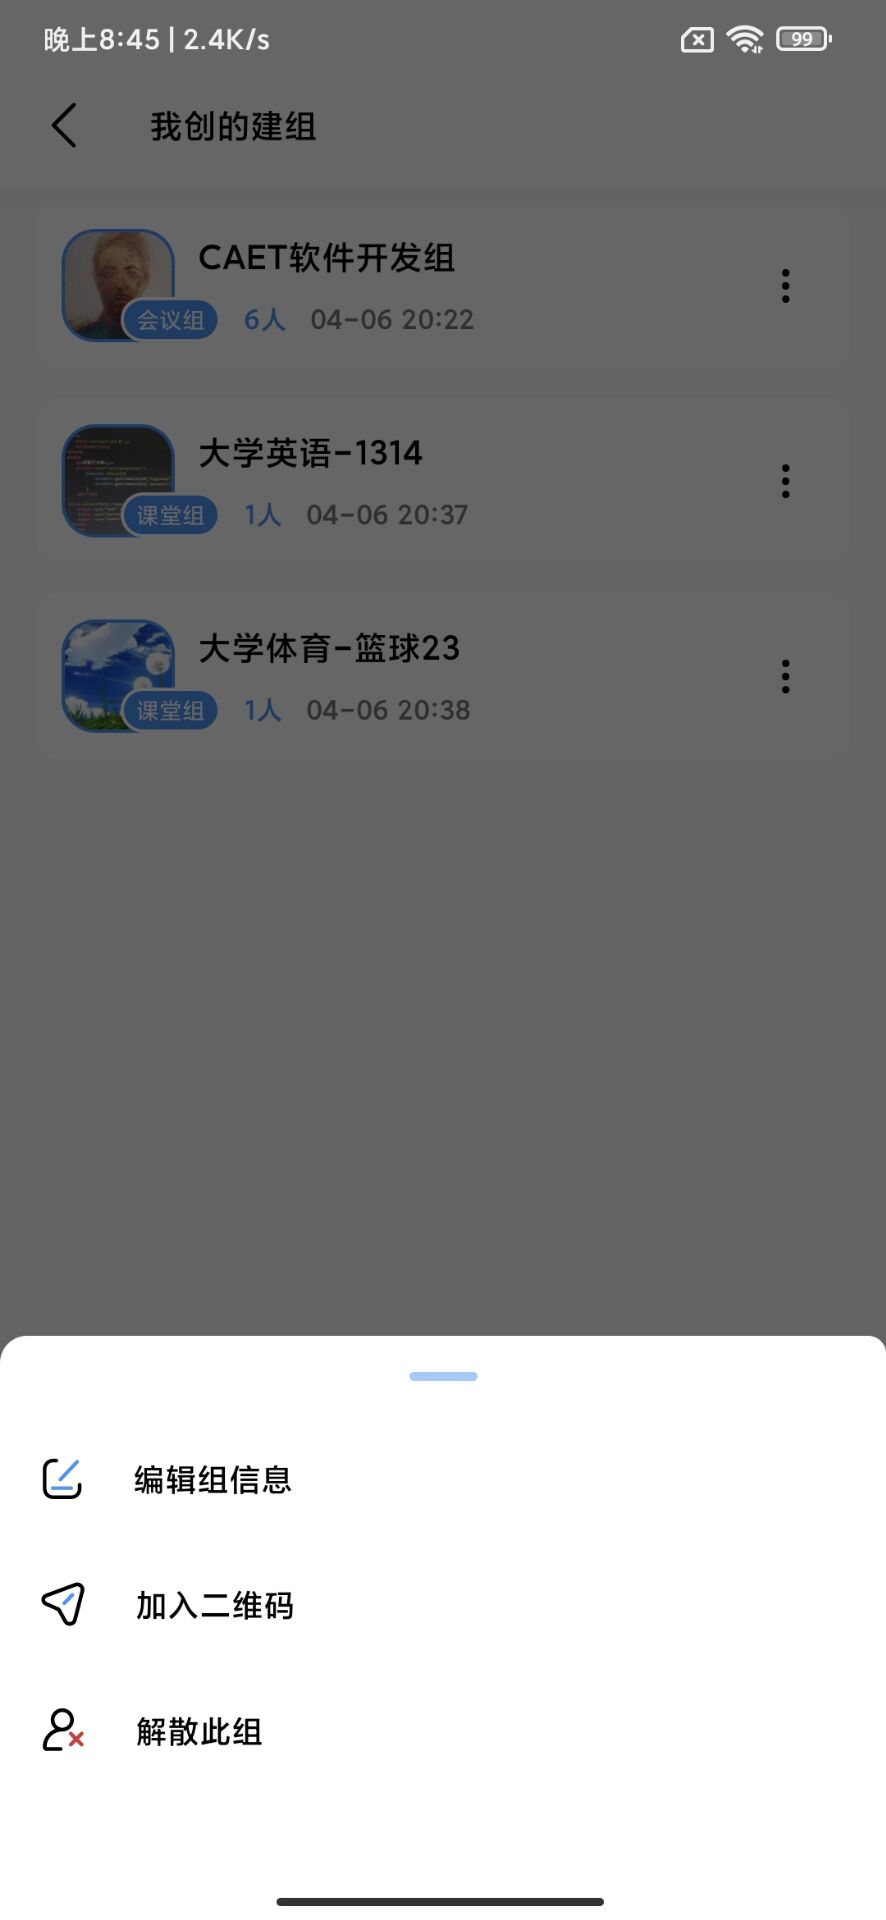 晚上8:45 | 2.4K/s
99
我创的建组
CAET软件开发组
会议组 6人 04-06 20:22
大学英语-1314
课堂组 1人 04-06 20:37
大学体育-篮球23
课堂组 1人 04-06 20:38
编辑组信息
加入二维码
解散此组